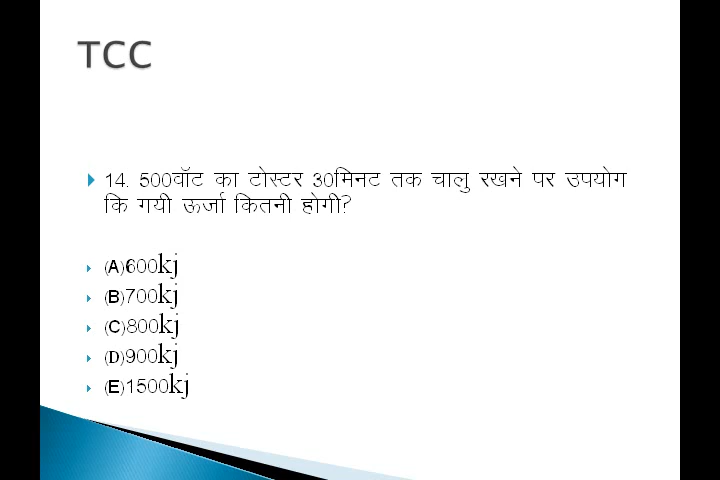 TCC
14. 500वॉट का टोस्टर 30मिनट तक चालु रखने पर उपयोग
कि गयी ऊर्जा कितनी होगी?
(A)600kj
(B)700kj
(C)800kj
(D)900kj
(E)1500kj